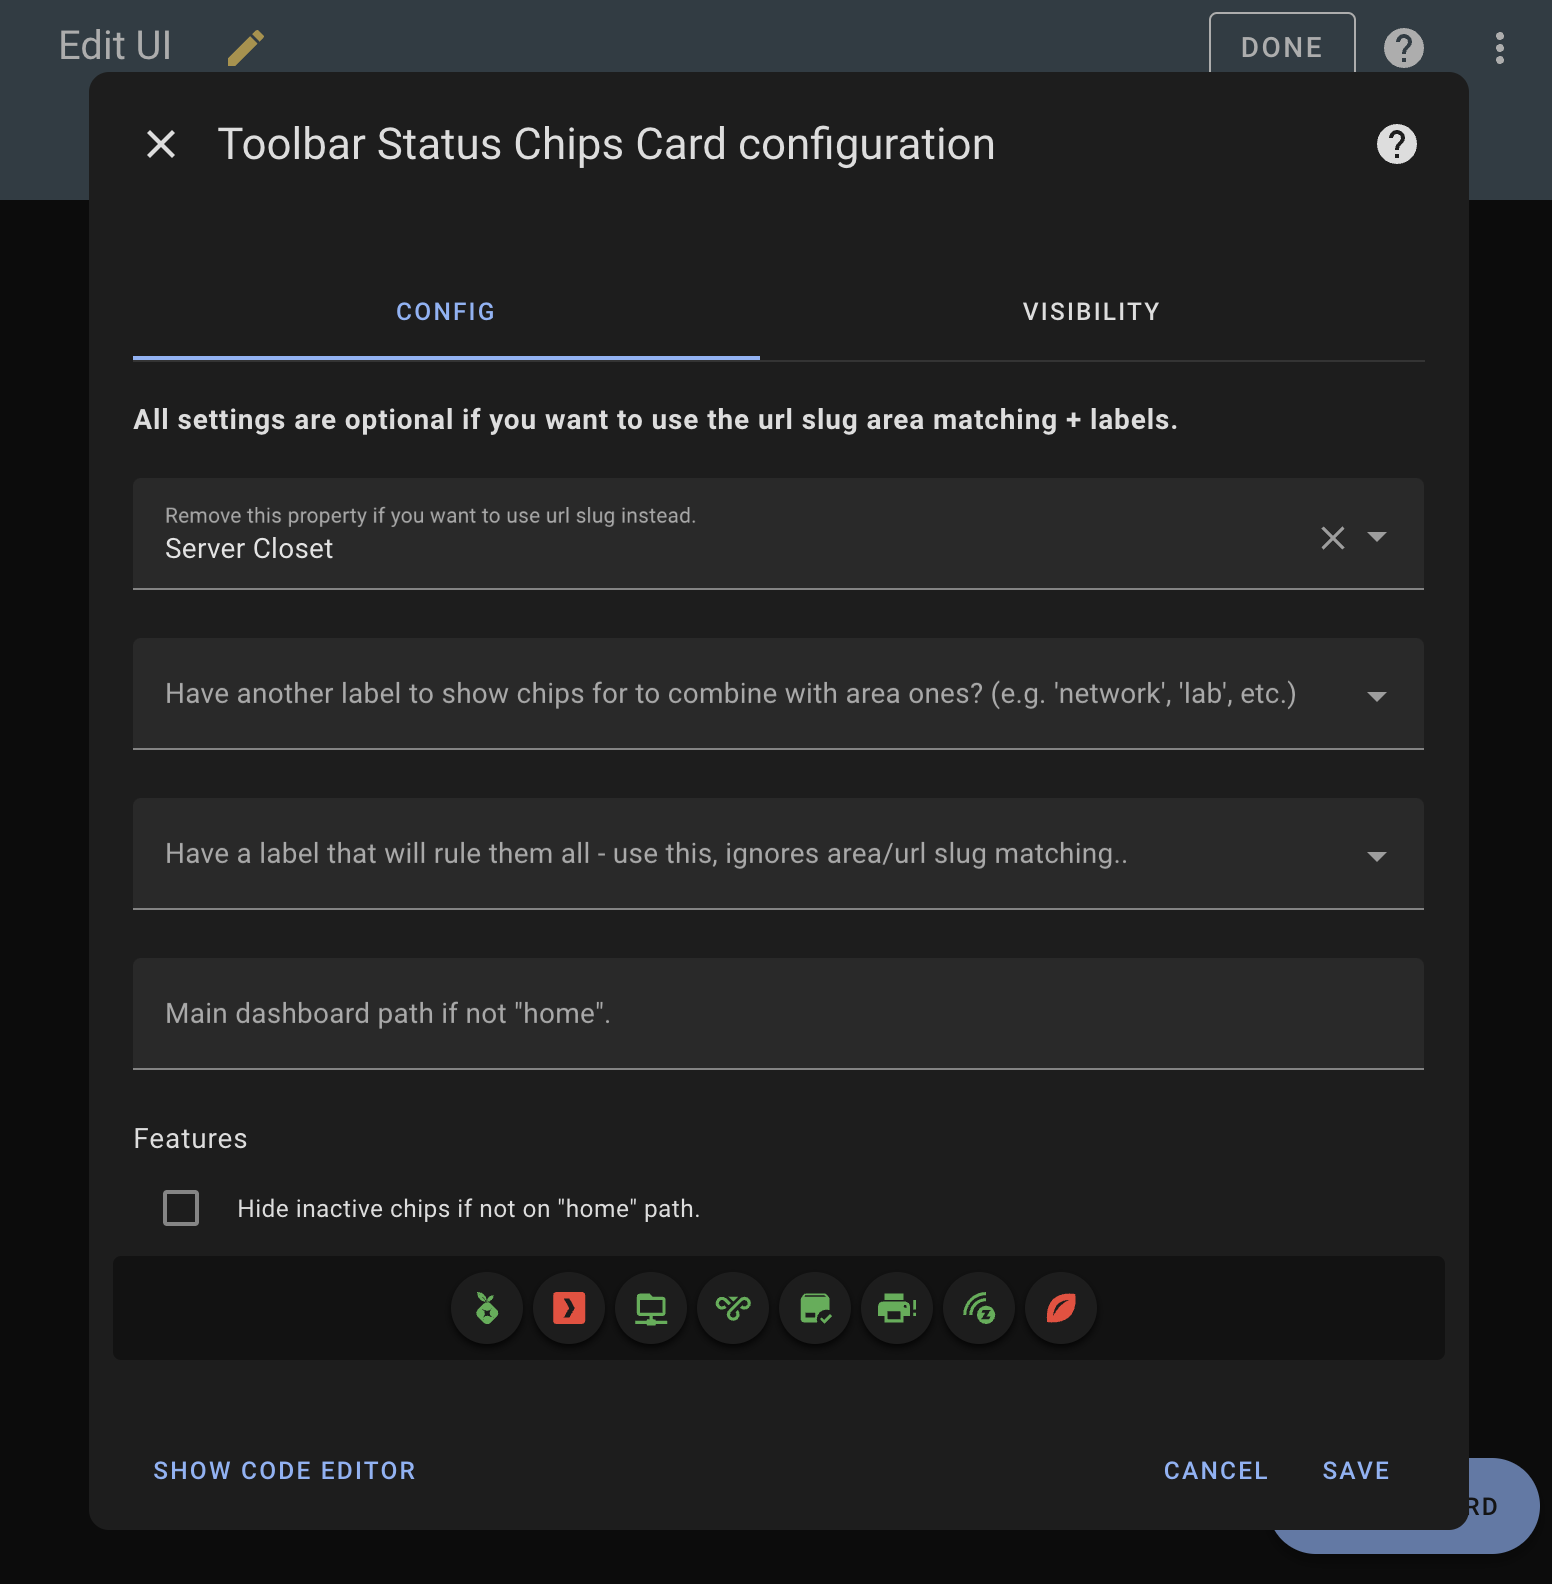 Edit UI
DONE
Toolbar Status Chips Card configuration
CONFIG
VISIBILITY
All settings are optional if you want to use the url slug area matching + labels.
Remove this property if you want to use url slug instead.
Server Closet
Have another label to show chips for to combine with area ones? (e.g. 'network', 'lab', etc.)
Have a label that will rule them all - use this, ignores area/url slug matching..
Main dashboard path if not "home".
Features
Hide inactive chips if not on "home" path.
SHOW CODE EDITOR
CANCEL
SAVE